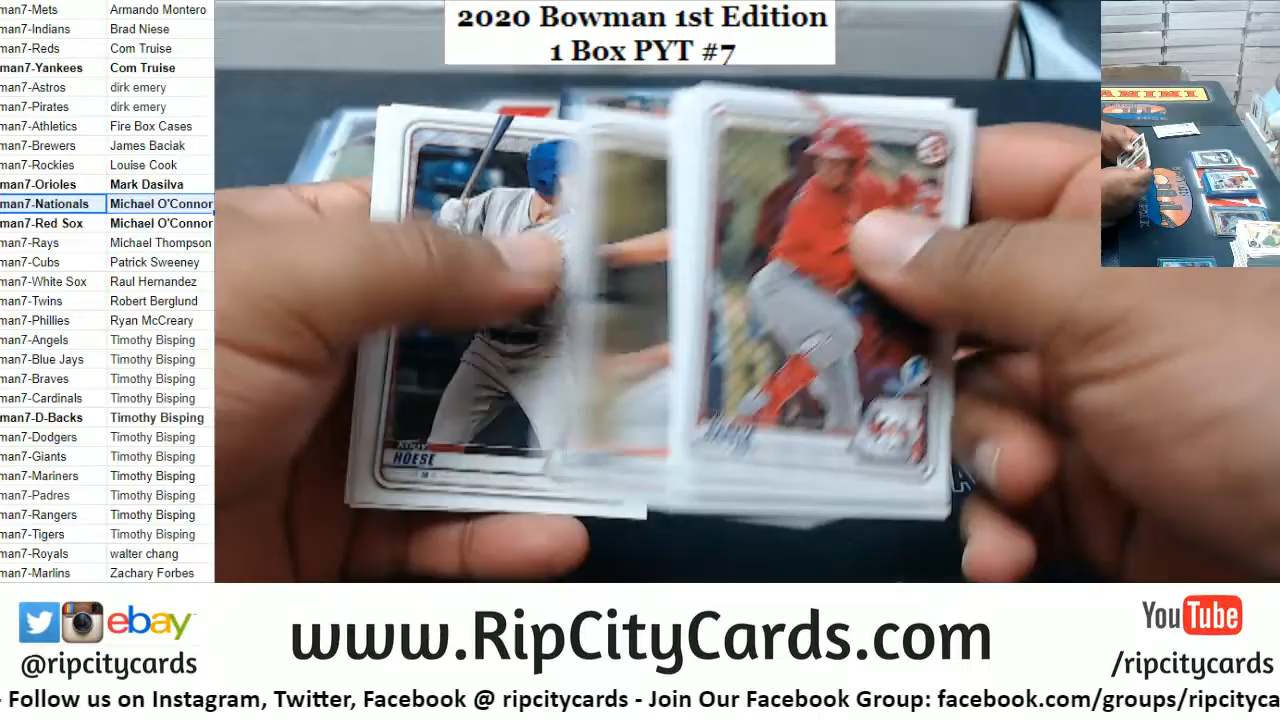 2020 Bowman 1st Edition
1 Box PYT #7
man7-Mets Armando Montero
man7-Indians Brad Niese
man7-Reds Com Truise
man7-Yankees Com Truise
man7-Astros dirk emery
man7-Pirates dirk emery
man7-Athletics Fire Box Cases
man7-Brewers James Baciak
man7-Rockies Louise Cook
man7-Orioles Mark Dasilva
man7-Nationals Michael O'Connor
man7-Red Sox Michael O'Connor
man7-Rays Michael Thompson
man7-Cubs Patrick Sweeney
man7-White Sox Raul Hernandez
man7-Twins Robert Berglund
man7-Phillies Ryan McCreary
man7-Angels Timothy Bisping
man7-Blue Jays Timothy Bisping
man7-Braves Timothy Bisping
man7-Cardinals Timothy Bisping
man7-D-Backs Timothy Bisping
man7-Dodgers Timothy Bisping
man7-Giants Timothy Bisping
man7-Mariners Timothy Bisping
man7-Padres Timothy Bisping
man7-Rangers Timothy Bisping
man7-Tigers Timothy Bisping
man7-Royals walter chang
man7-Marlins Zachary Forbes
HOESE
PANINI
ebay
@ripcitycards
www.RipCityCards.com
YouTube
/ripcitycards
- Follow us on Instagram, Twitter, Facebook @ ripcitycards - Join Our Facebook Group: facebook.com/groups/ripcityca